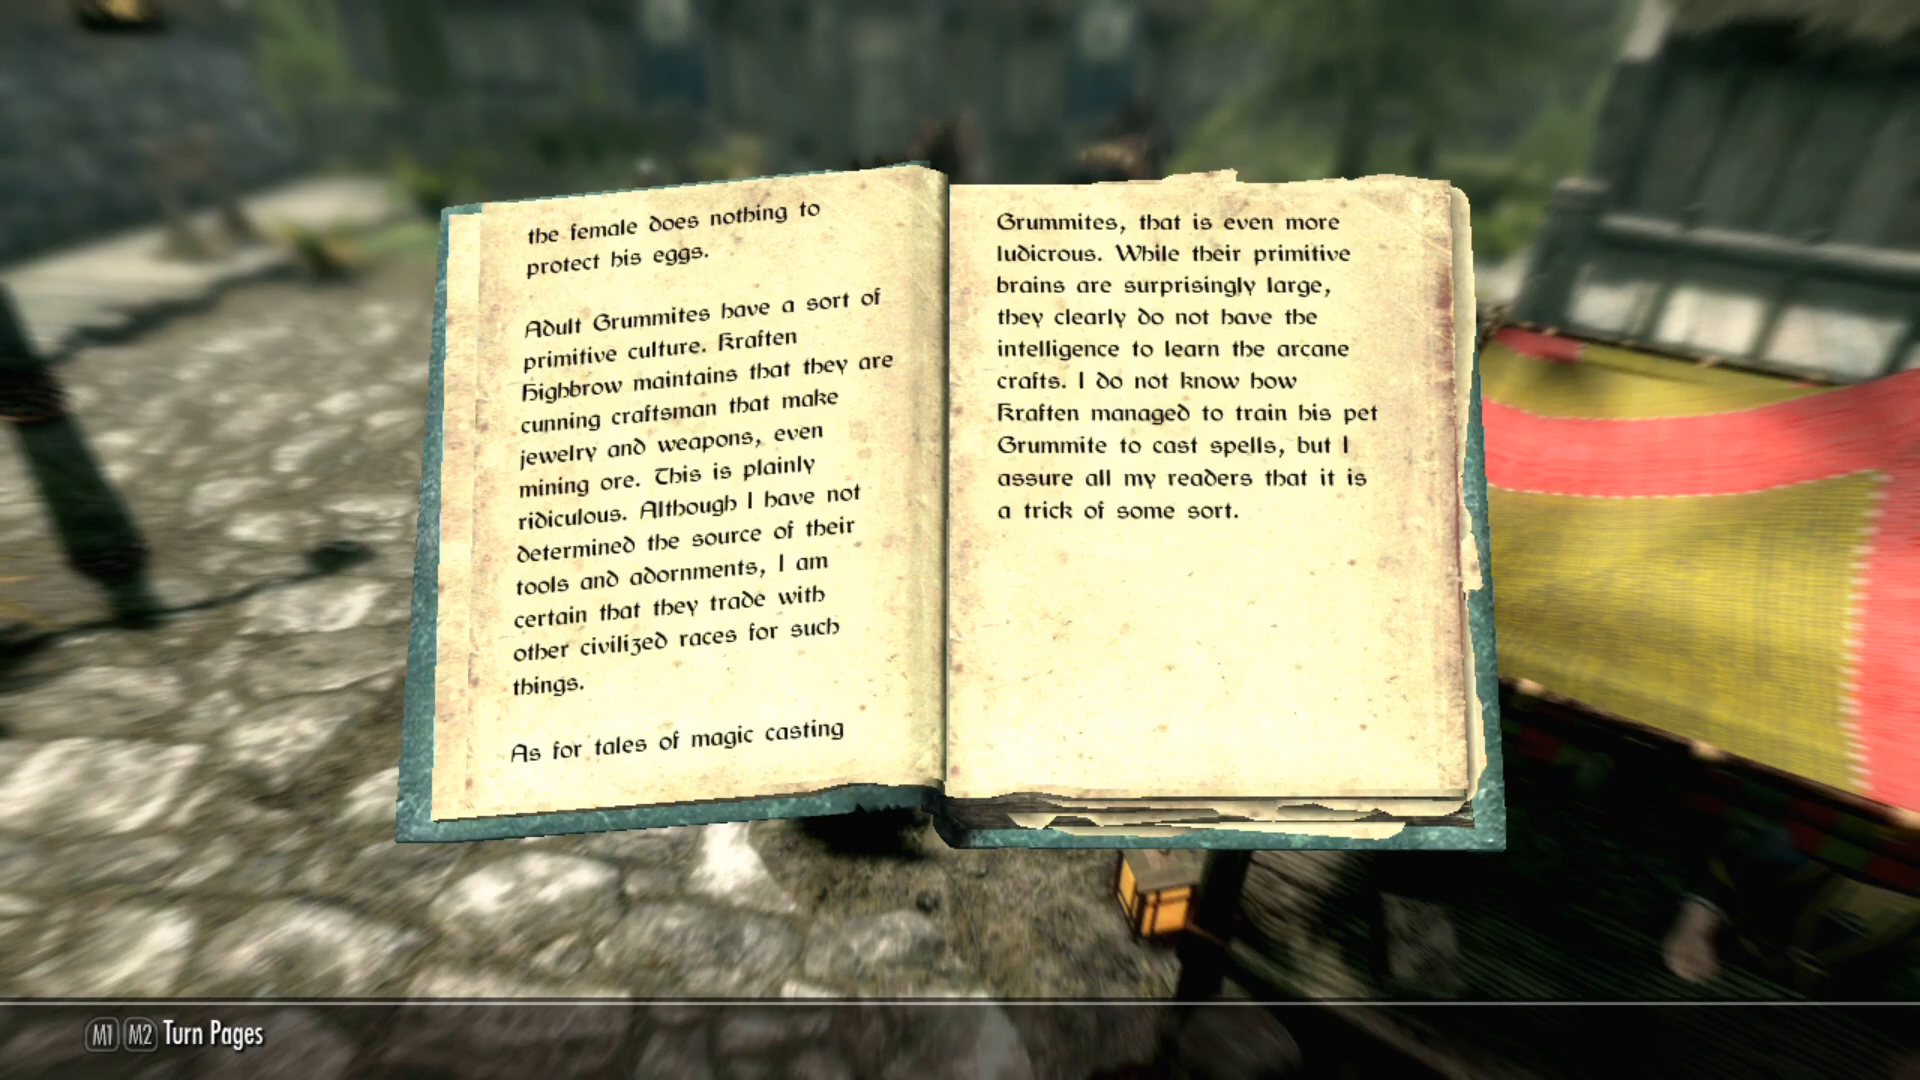 the female does nothing to
protect his eggs.
Adult Grummites have a sort of
primitive culture. Kraften
Highbrow maintains that they are
cunning craftsman that make
jewelry and weapons, even
mining ore. This is plainly
ridiculous. Although I have not
determined the source of their
tools and adornments, I am
certain that they trade with
other civilized races for such
things.
As for tales of magic casting
Grummites, that is even more
ludicrous. While their primitive
brains are surprisingly large,
they clearly do not have the
intelligence to learn the arcane
crafts. I do not know how
Kraften managed to train his pet
Grummite to cast spells, but I
assure all my readers that it is
a trick of some sort.
M1 M2 Turn Pages